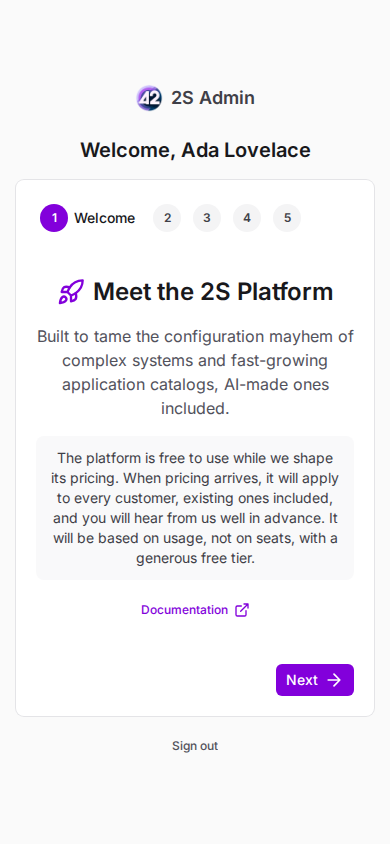 42 2S Admin
Welcome, Ada Lovelace
1 Welcome 2 3 4 5
Meet the 2S Platform
Built to tame the configuration mayhem of
complex systems and fast-growing
application catalogs, AI-made ones
included.
The platform is free to use while we shape
its pricing. When pricing arrives, it will apply
to every customer, existing ones included,
and you will hear from us well in advance. It
will be based on usage, not on seats, with a
generous free tier.
Documentation
Next
Sign out